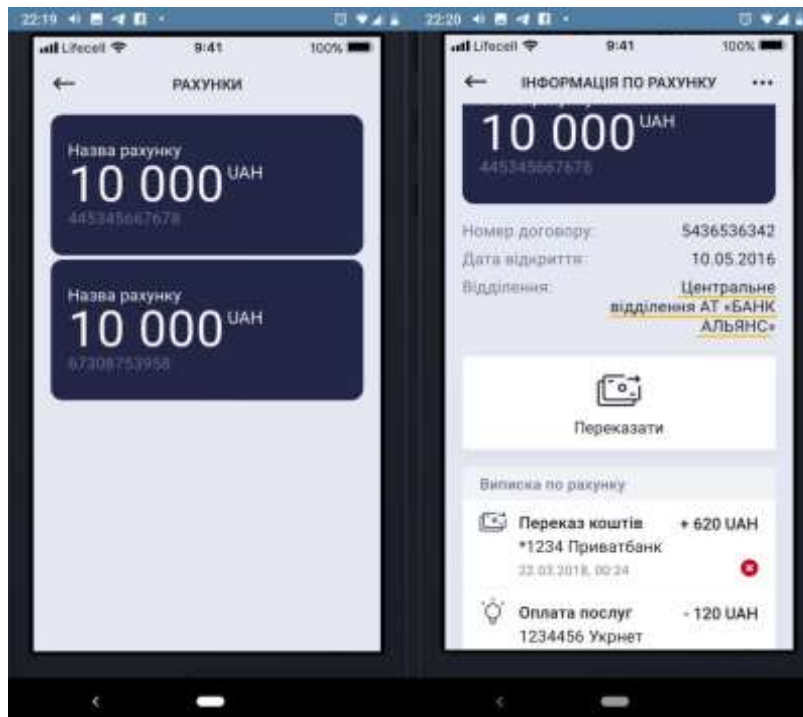 22:19
Lifecell 9:41 100%
РАХУНКИ
Назва рахунку
10 000 UAH
445345667678
Назва рахунку
10 000 UAH
67308753958
22:20
Lifecell 9:41 100%
ІНФОРМАЦІЯ ПО РАХУНКУ
10 000 UAH
445345667678
Номер договору: 5436536342
Дата відкриття: 10.05.2016
Відділення: Центральне
відділення АТ «БАНК
АЛЬЯНС»
Переказати
Виписка по рахунку
Переказ коштів + 620 UAH
*1234 Приватбанк
22.03.2018, 00:24
Оплата послуг - 120 UAH
1234456 Укрнет